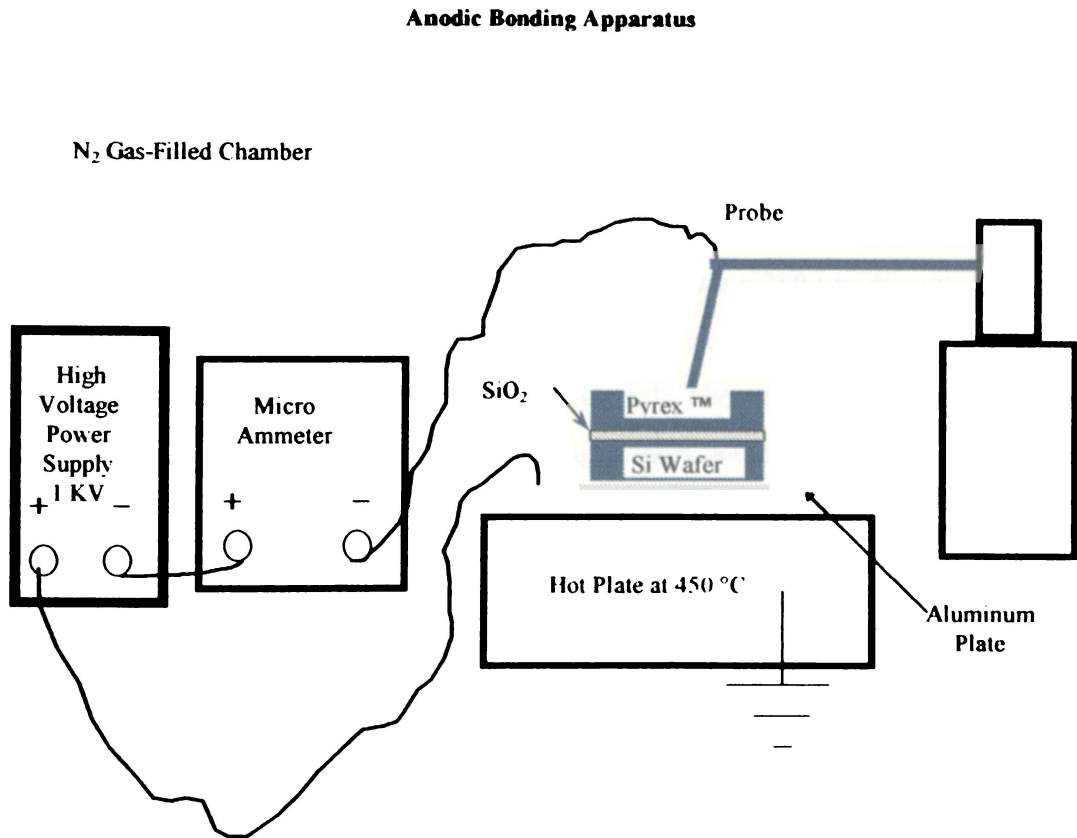 Anodic Bonding Apparatus
N₂ Gas-Filled Chamber
Probe
High
Voltage
Power
Supply
1 KV
+ −
Micro
Ammeter
+ −
SiO₂
Pyrex ™
Si Wafer
Hot Plate at 450 °C
Aluminum
Plate